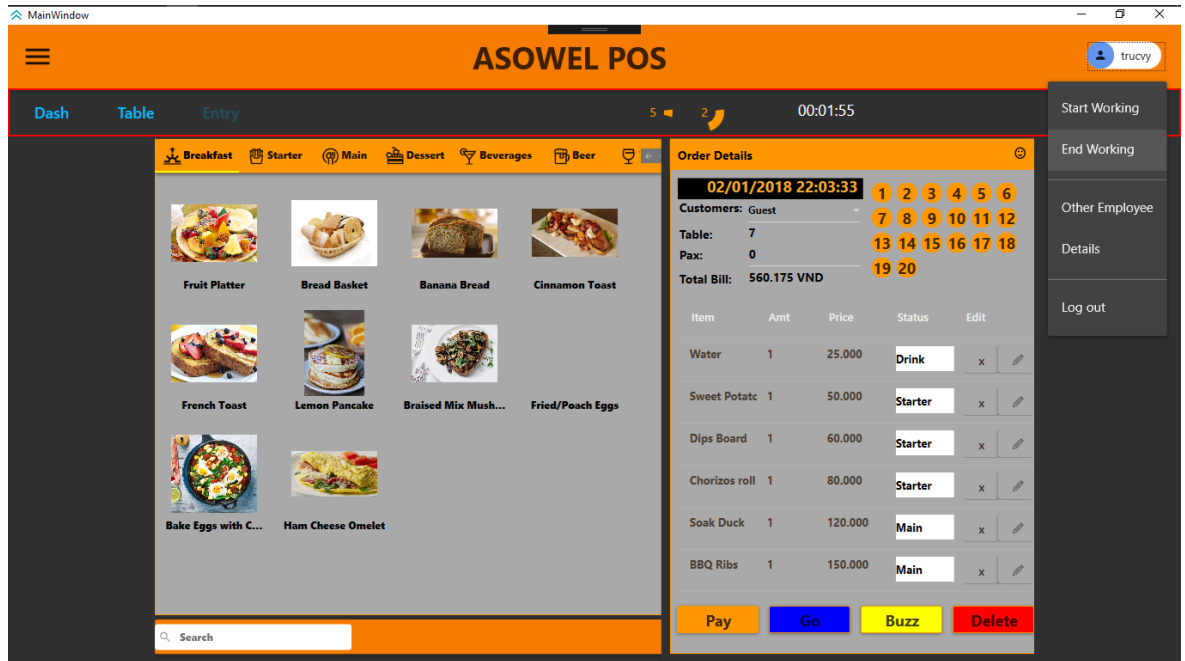 MainWindow
ASOWEL POS
trucvy
Dash Table Entry 5 2 00:01:55
Start Working
End Working
Other Employee
Details
Log out
Breakfast Starter Main Dessert Beverages Beer
Fruit Platter Bread Basket Banana Bread Cinnamon Toast
French Toast Lemon Pancake Braised Mix Mush... Fried/Poach Eggs
Bake Eggs with C... Ham Cheese Omelet
Search
Order Details
02/01/2018 22:03:33
Customers: Guest
Table: 7
Pax: 0
Total Bill: 560.175 VND
1 2 3 4 5 6
7 8 9 10 11 12
13 14 15 16 17 18
19 20
Item Amt Price Status Edit
Water 1 25.000 Drink x
Sweet Potatc 1 50.000 Starter x
Dips Board 1 60.000 Starter x
Chorizos roll 1 80.000 Starter x
Soak Duck 1 120.000 Main x
BBQ Ribs 1 150.000 Main x
Pay Go Buzz Delete